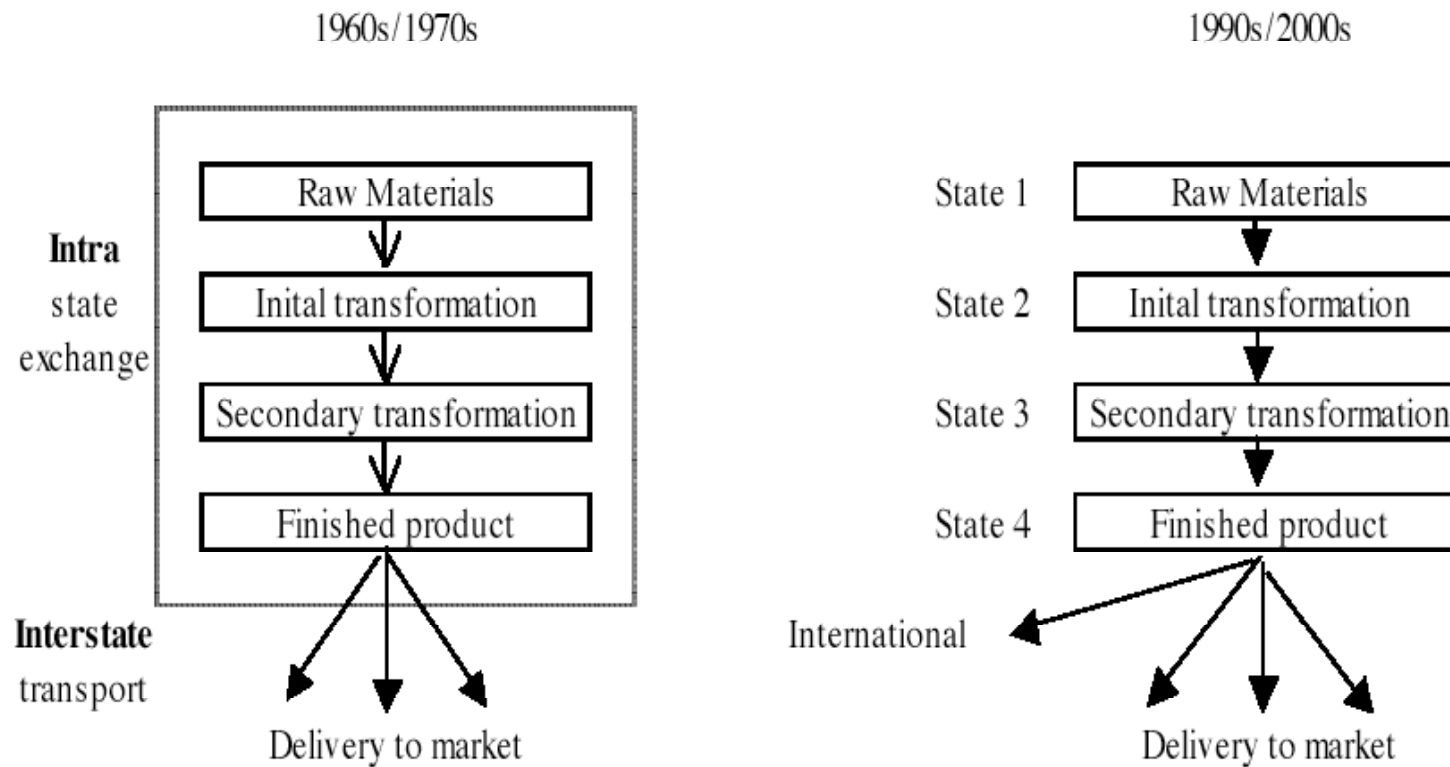 1960s/1970s
Intra
state
exchange
Raw Materials
Inital transformation
Secondary transformation
Finished product
Interstate
transport
Delivery to market
1990s/2000s
State 1
Raw Materials
State 2
Inital transformation
State 3
Secondary transformation
State 4
Finished product
International
Delivery to market